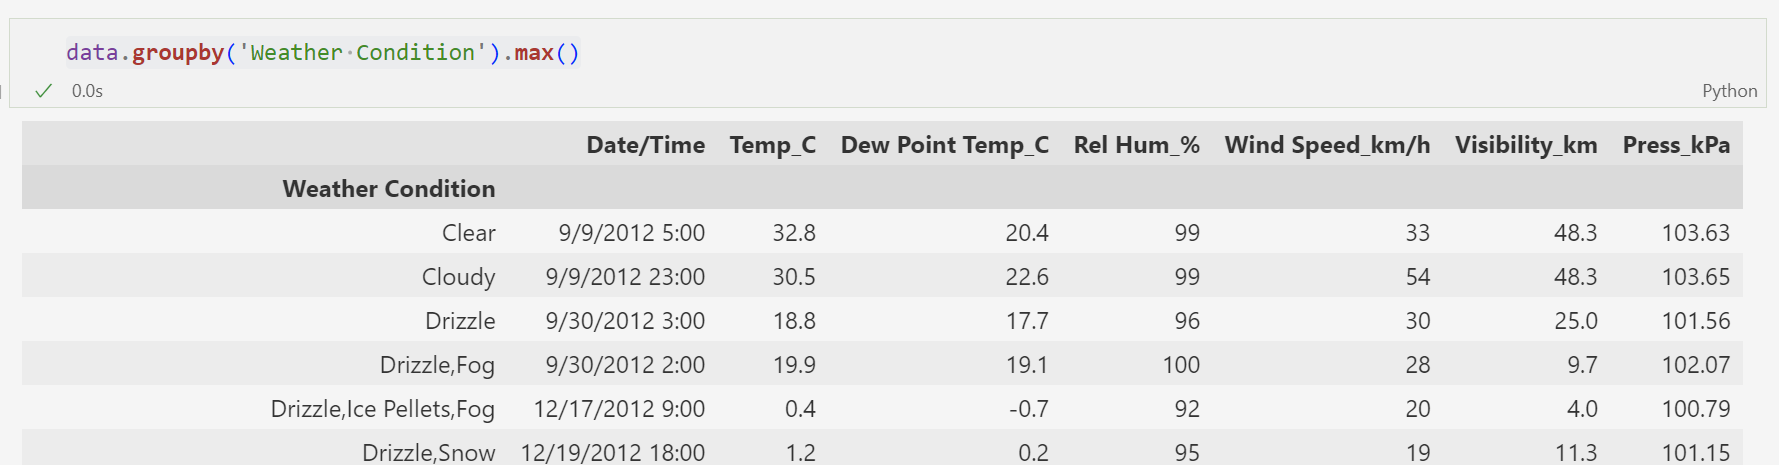 data.groupby('Weather Condition').max()
0.0s
Python
Date/Time Temp_C Dew Point Temp_C Rel Hum_% Wind Speed_km/h Visibility_km Press_kPa
Weather Condition
Clear 9/9/2012 5:00 32.8 20.4 99 33 48.3 103.63
Cloudy 9/9/2012 23:00 30.5 22.6 99 54 48.3 103.65
Drizzle 9/30/2012 3:00 18.8 17.7 96 30 25.0 101.56
Drizzle,Fog 9/30/2012 2:00 19.9 19.1 100 28 9.7 102.07
Drizzle,Ice Pellets,Fog 12/17/2012 9:00 0.4 -0.7 92 20 4.0 100.79
Drizzle,Snow 12/19/2012 18:00 1.2 0.2 95 19 11.3 101.15